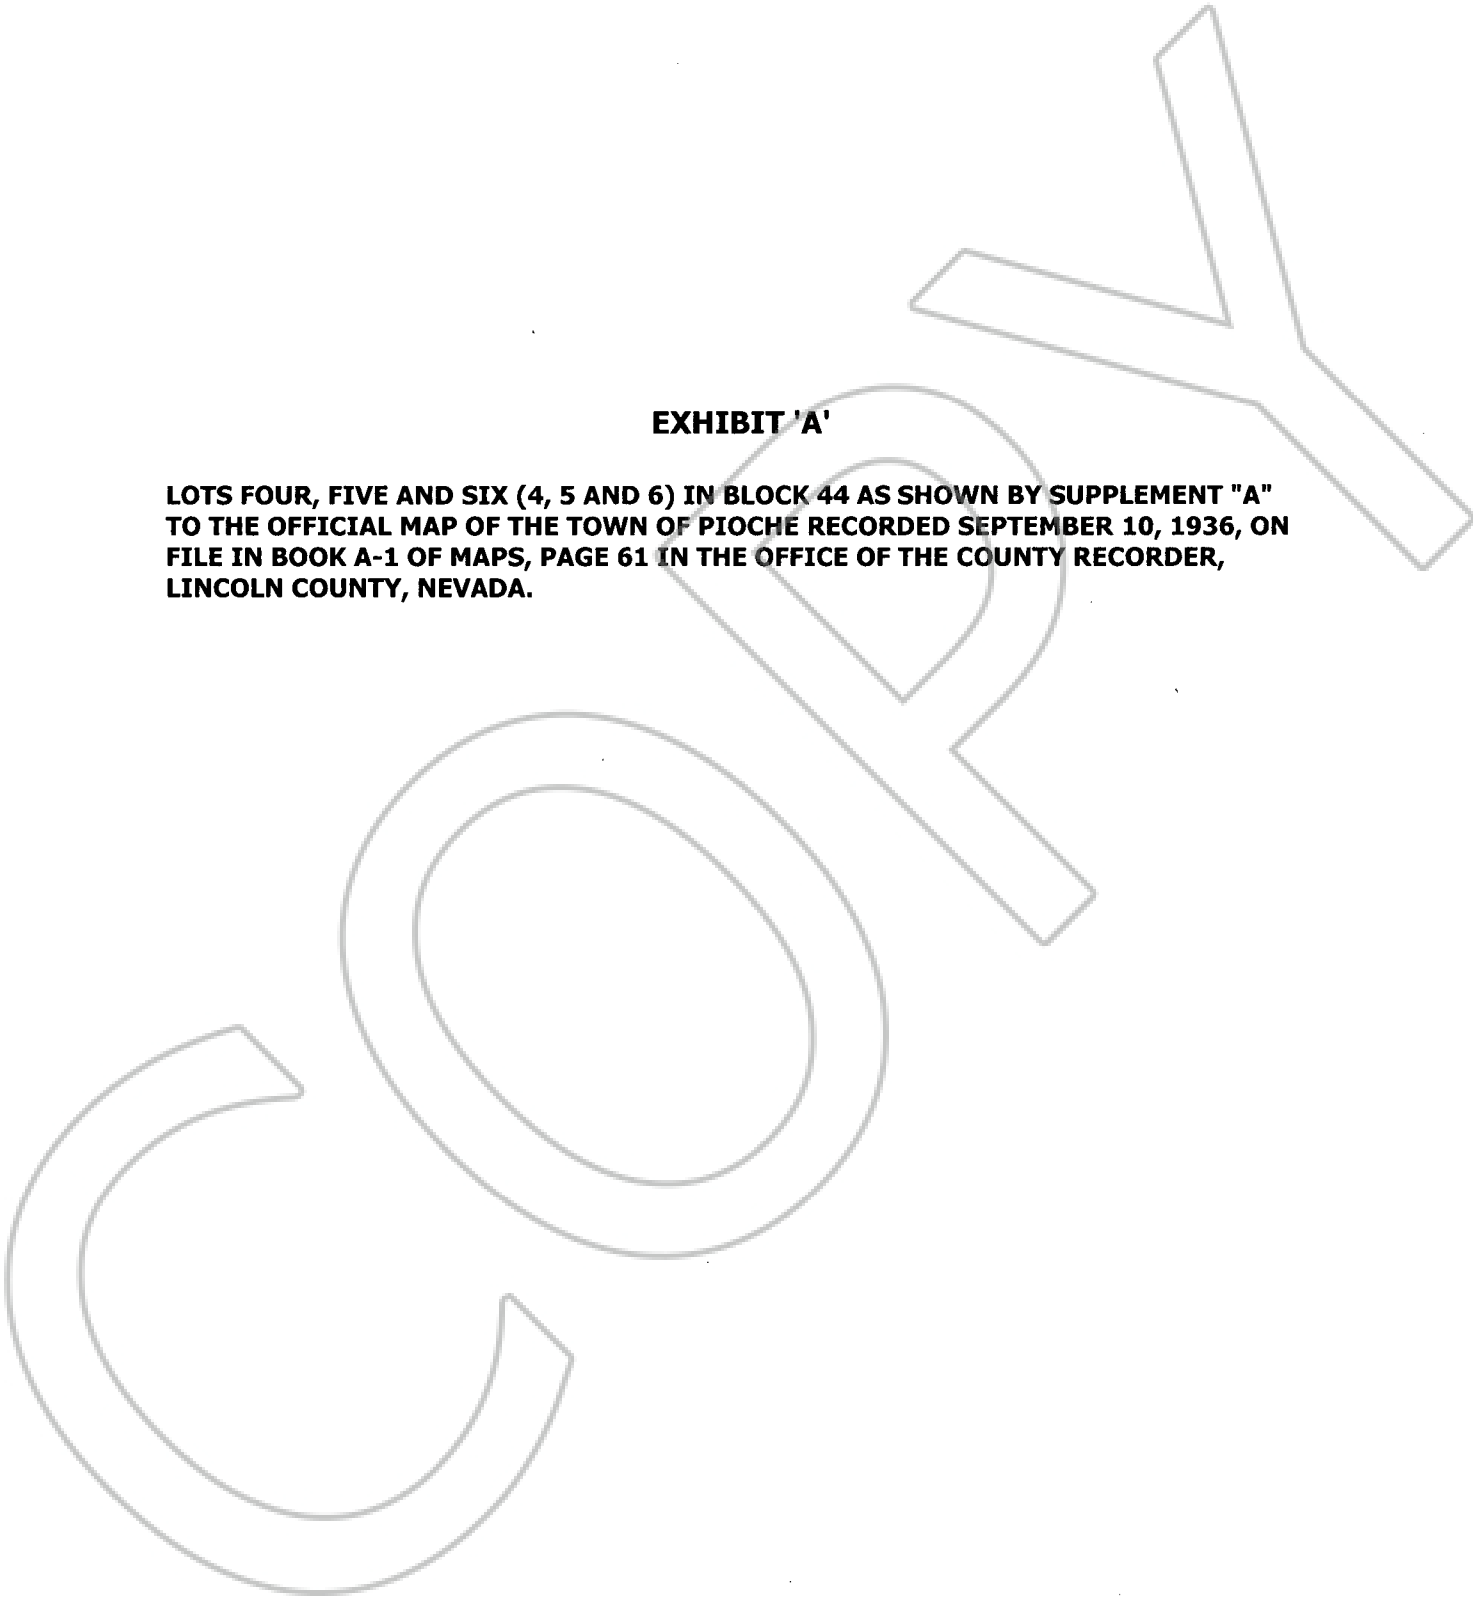 EXHIBIT 'A'
LOTS FOUR, FIVE AND SIX (4, 5 AND 6) IN BLOCK 44 AS SHOWN BY SUPPLEMENT "A"
TO THE OFFICIAL MAP OF THE TOWN OF PIOCHE RECORDED SEPTEMBER 10, 1936, ON
FILE IN BOOK A-1 OF MAPS, PAGE 61 IN THE OFFICE OF THE COUNTY RECORDER,
LINCOLN COUNTY, NEVADA.
COPY